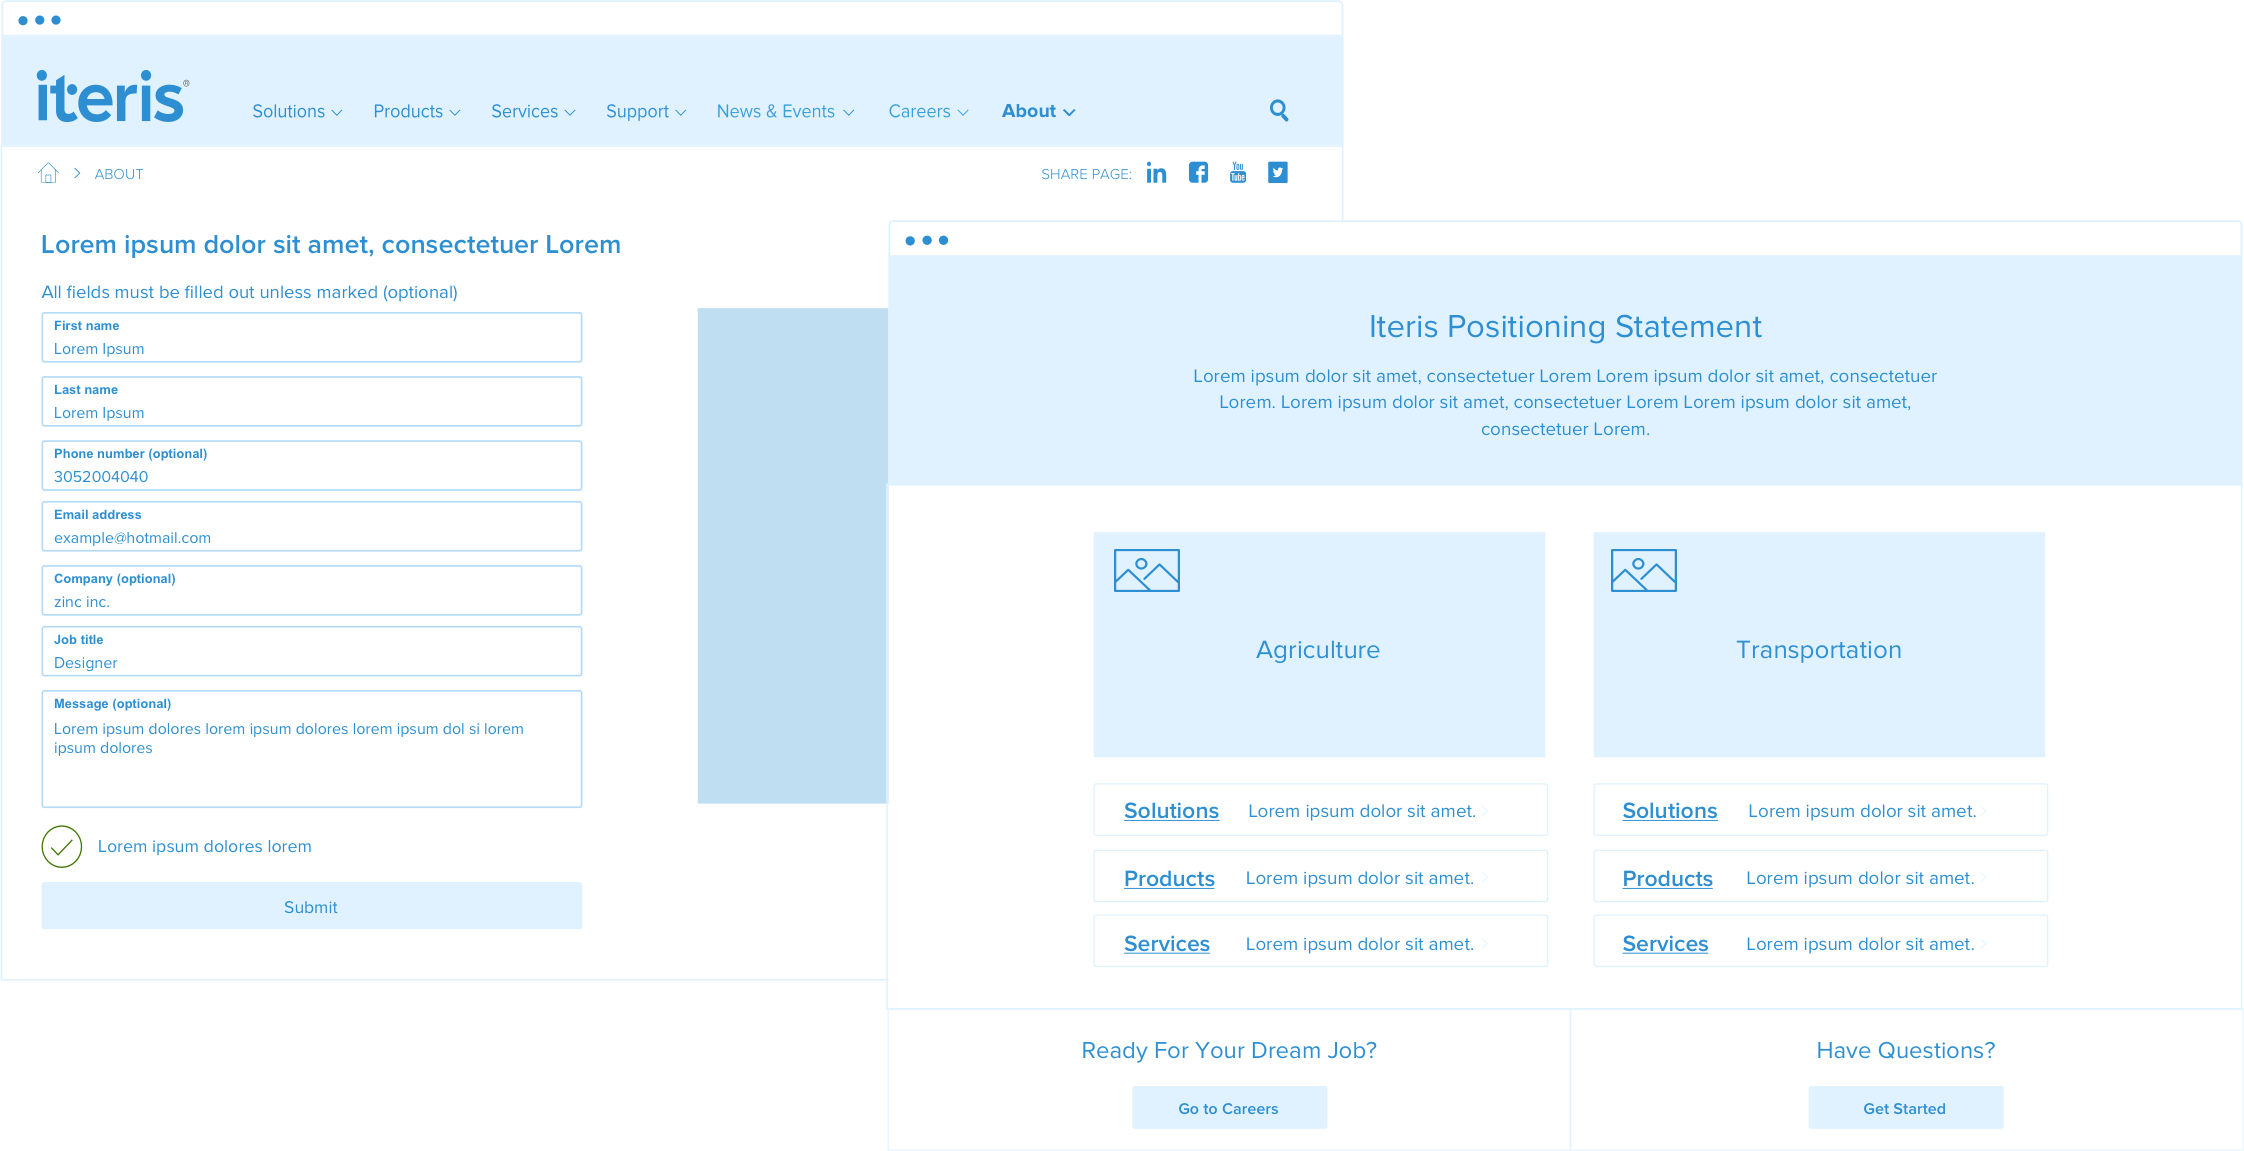 iteris®
Solutions Products Services Support News & Events Careers About
ABOUT
SHARE PAGE: in f You Tube
Lorem ipsum dolor sit amet, consectetuer Lorem
All fields must be filled out unless marked (optional)
First name
Lorem Ipsum
Last name
Lorem Ipsum
Phone number (optional)
3052004040
Email address
example@hotmail.com
Company (optional)
zinc inc.
Job title
Designer
Message (optional)
Lorem ipsum dolores lorem ipsum dolores lorem ipsum dol si lorem
ipsum dolores
Lorem ipsum dolores lorem
Submit
Iteris Positioning Statement
Lorem ipsum dolor sit amet, consectetuer Lorem Lorem ipsum dolor sit amet, consectetuer
Lorem. Lorem ipsum dolor sit amet, consectetuer Lorem Lorem ipsum dolor sit amet,
consectetuer Lorem.
Agriculture
Solutions Lorem ipsum dolor sit amet.
Products Lorem ipsum dolor sit amet.
Services Lorem ipsum dolor sit amet.
Transportation
Solutions Lorem ipsum dolor sit amet.
Products Lorem ipsum dolor sit amet.
Services Lorem ipsum dolor sit amet.
Ready For Your Dream Job?
Go to Careers
Have Questions?
Get Started